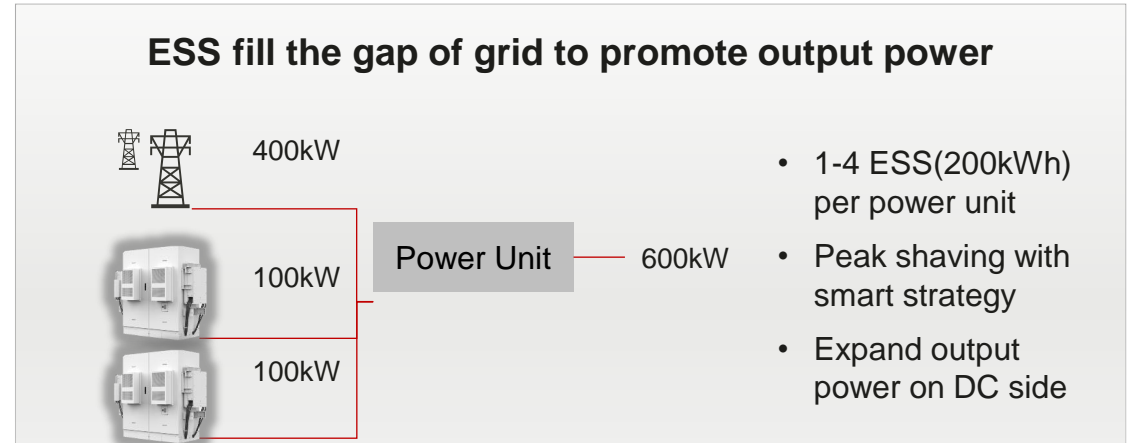 ESS fill the gap of grid to promote output power
400kW
100kW
100kW
Power Unit
600kW
• 1-4 ESS(200kWh)
per power unit
• Peak shaving with
smart strategy
• Expand output
power on DC side